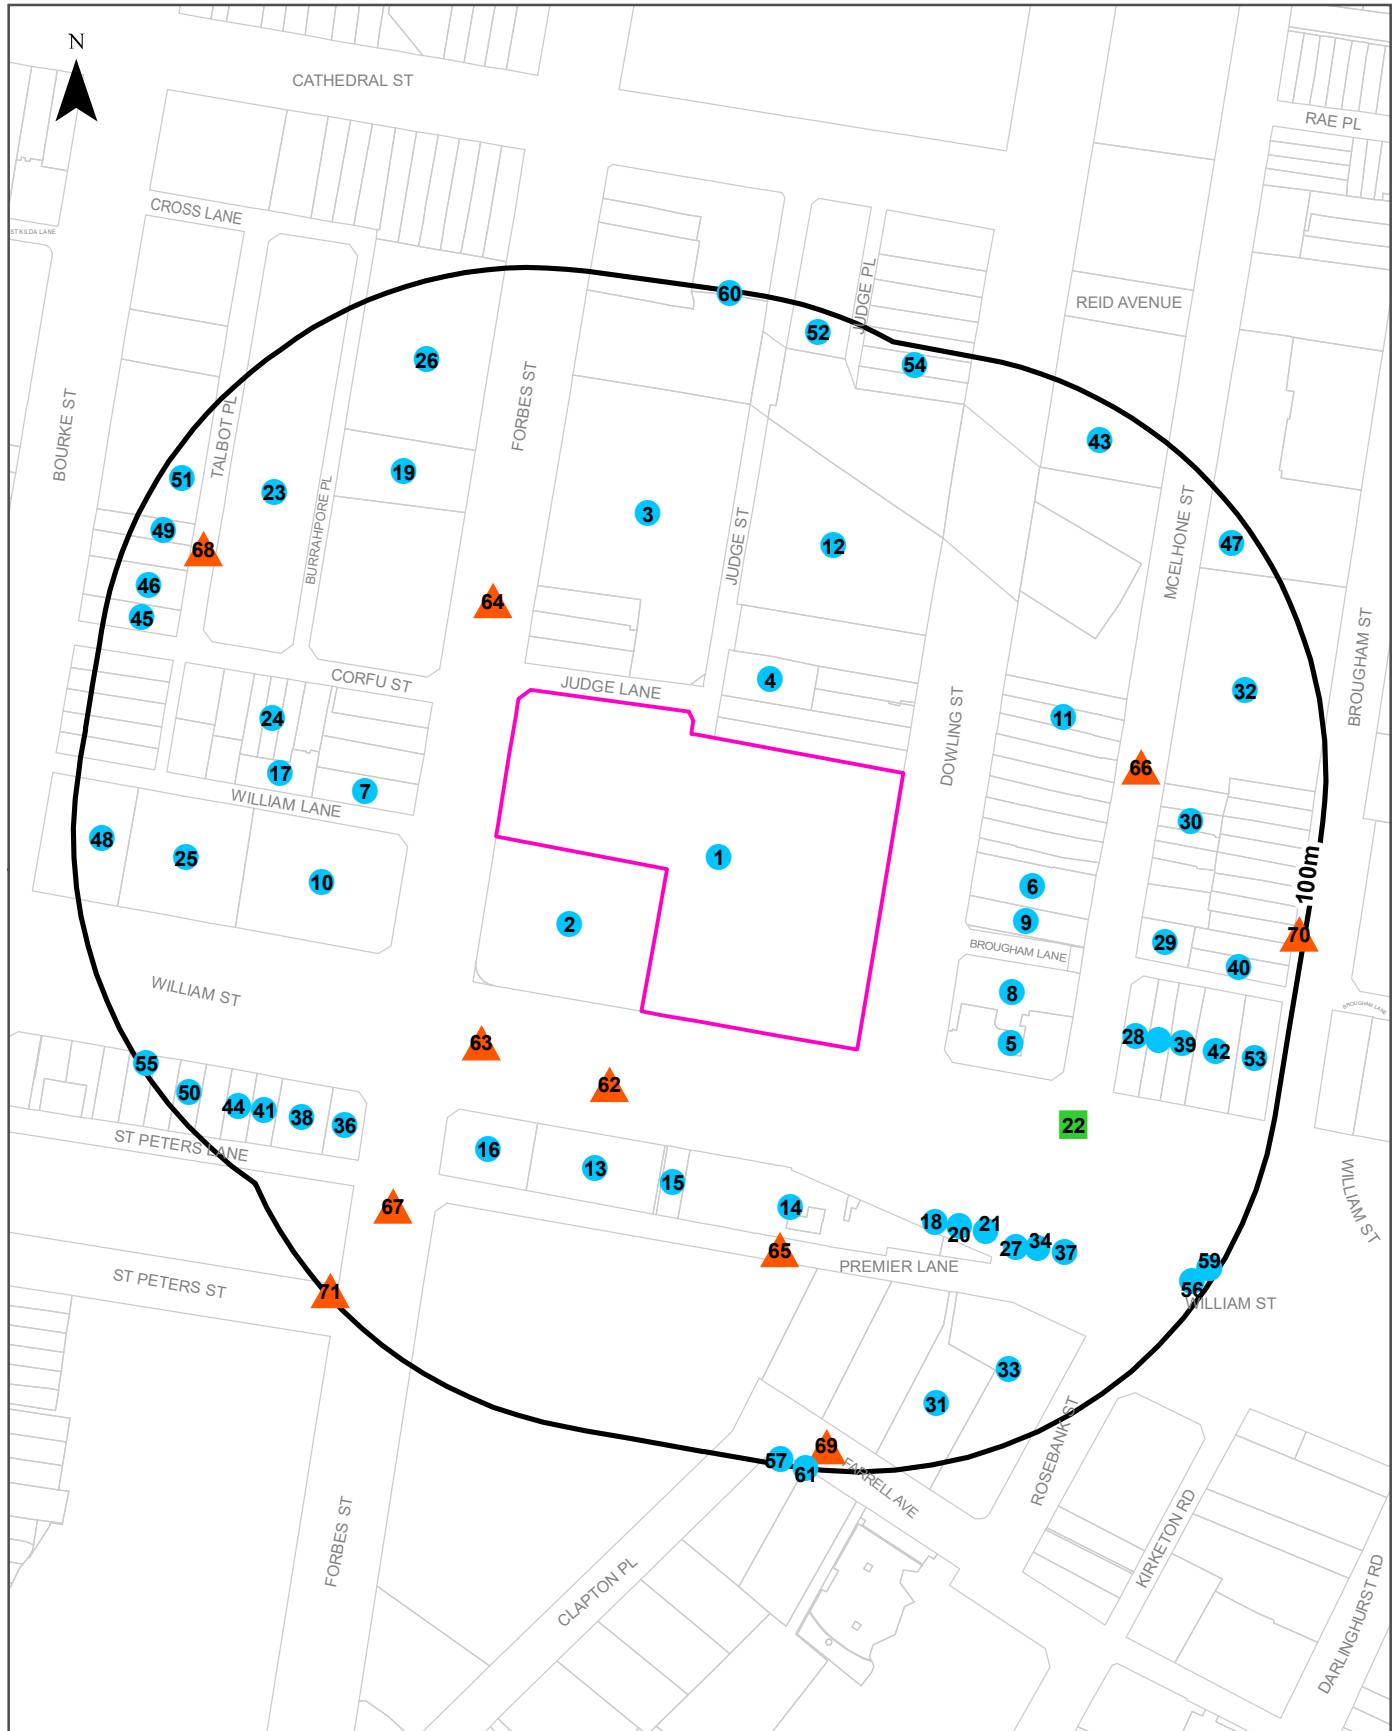 N
CATHEDRAL ST
RAE PL
CROSS LANE
ST KILDA LANE
JUDGE PL
REID AVENUE
60
52
54
26
FORBES ST
BOURKE ST
TALBOT PL
43
51
23
19
BURRAHPORE PL
3
JUDGE ST
12
MCELHONE ST
47
49
68
46
45
64
BROUGHAM ST
CORFU ST
JUDGE LANE
4
32
24
11
DOWLING ST
17
66
7
WILLIAM LANE
30
48
25
10
1
6
100m
2
9
29
70
BROUGHAM LANE
40
WILLIAM ST
8
BROUGHAM LANE
63
5
28
39
42
53
55
62
50
44
41
38
36
22
ST PETERS LANE
16
13
15
WILLIAM ST
67
14
18
20
21
27
34
37
65
PREMIER LANE
59
56
WILLIAM ST
ST PETERS ST
71
33
31
ROSEBANK ST
69
57
61
FARRELL AVE
FORBES ST
KIRKETON RD
CLAPTON PL
DARLINGHURST RD